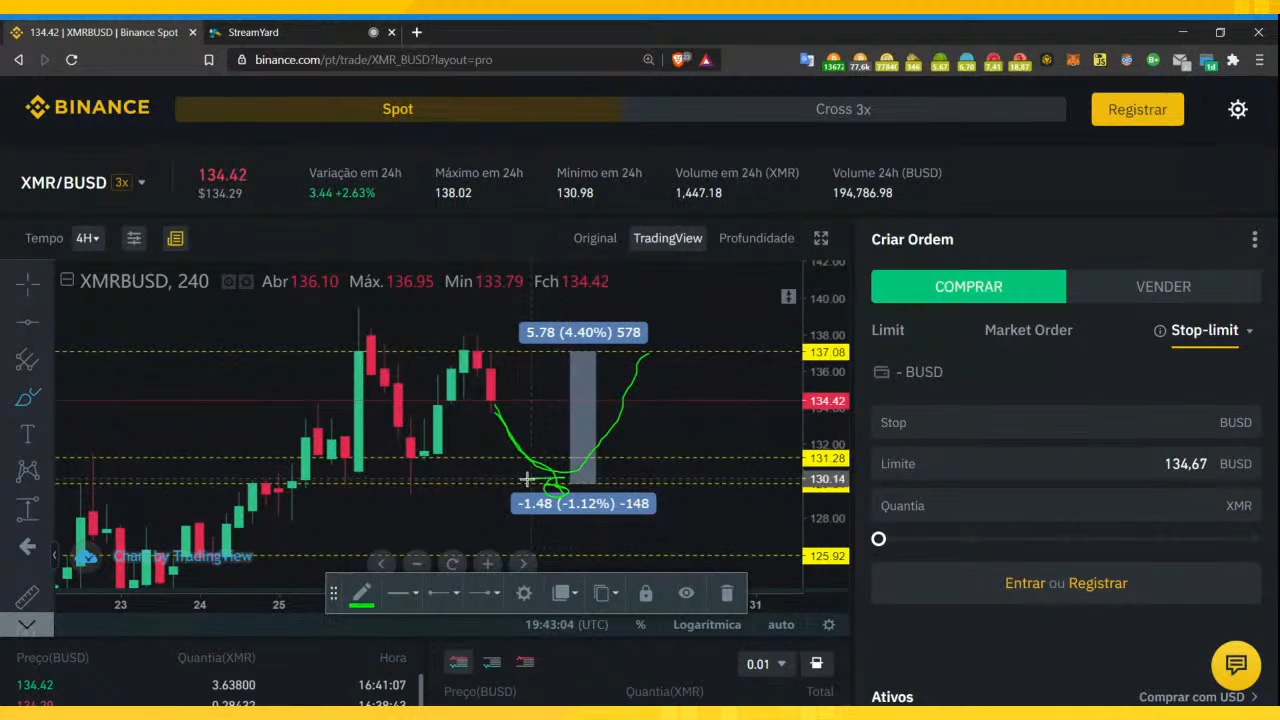 134.42 | XMRBUSD | Binance Spot
StreamYard
binance.com/pt/trade/XMR_BUSD?layout=pro
BINANCE
Spot
Cross 3x
Registrar
XMR/BUSD 3x
134.42
$134.29
Variação em 24h
3.44 +2.63%
Máximo em 24h
138.02
Mínimo em 24h
130.98
Volume em 24h (XMR)
1,447.18
Volume 24h (BUSD)
194,786.98
Tempo 4H
Original TradingView Profundidade
XMRBUSD, 240 Abr 136.10 Máx. 136.95 Min 133.79 Fch 134.42
5.78 (4.40%) 578
-1.48 (-1.12%) -148
142.00
140.00
138.00
137.08
136.00
134.42
132.00
131.28
130.14
128.00
125.92
Chart by TradingView
23 24 25 31
19:43:04 (UTC) % Logarítmica auto
Criar Ordem
COMPRAR VENDER
Limit Market Order Stop-limit
- BUSD
Stop BUSD
Limite 134,67 BUSD
Quantia XMR
Entrar ou Registrar
Preço(BUSD) Quantia(XMR) Hora
134.42 3.63800 16:41:07
0.01
Preço(BUSD) Quantia(XMR) Total
Ativos Comprar com USD